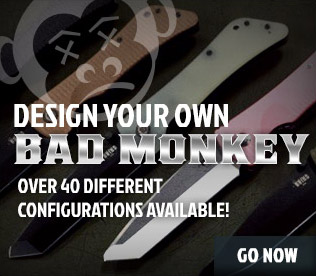 DESIGN YOUR OWN
BAD MONKEY
OVER 40 DIFFERENT
CONFIGURATIONS AVAILABLE!
GO NOW